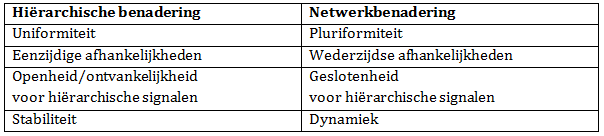 Hiërarchische benadering Netwerkbenadering
Uniformiteit Pluriformiteit
Eenzijdige afhankelijkheden Wederzijdse afhankelijkheden
Openheid/ontvankelijkheid Geslotenheid
voor hiërarchische signalen voor hiërarchische signalen
Stabiliteit Dynamiek